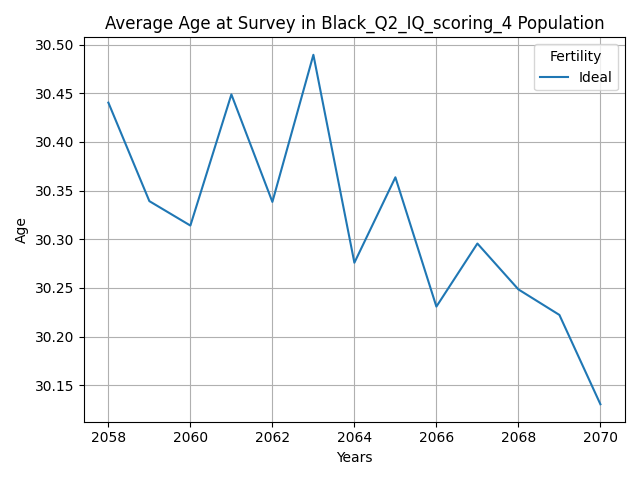 Average Age at Survey in Black_Q2_IQ_scoring_4 Population
Fertility
Ideal
30.50
30.45
30.40
30.35
30.30
30.25
30.20
30.15
Age
2058 2060 2062 2064 2066 2068 2070
Years